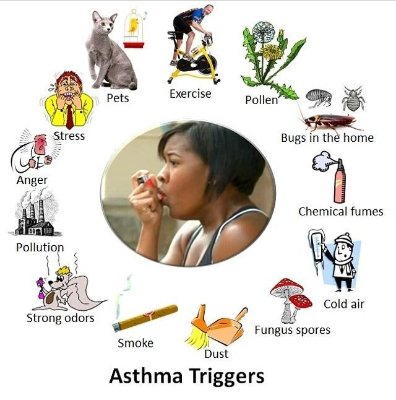 Pets
Exercise
Pollen
Bugs in the home
Chemical fumes
Cold air
Fungus spores
Dust
Smoke
Strong odors
Pollution
Anger
Stress
Asthma Triggers